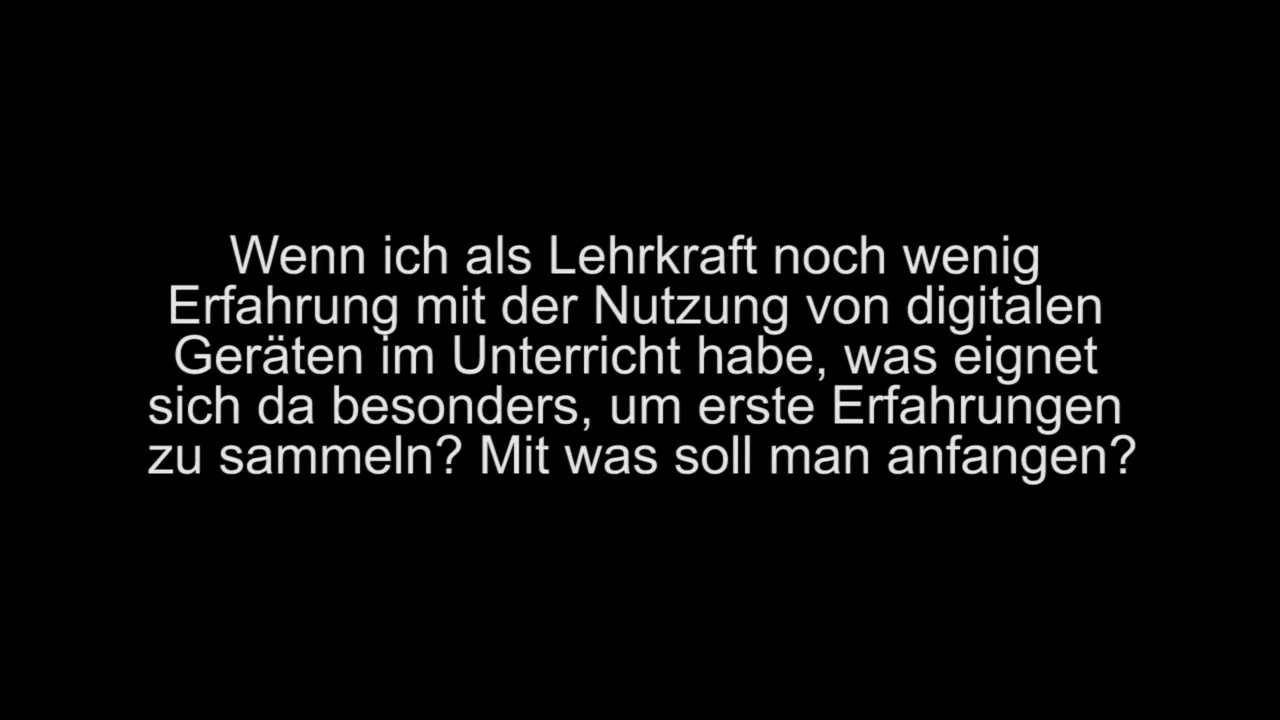 Wenn ich als Lehrkraft noch wenig
Erfahrung mit der Nutzung von digitalen
Geräten im Unterricht habe, was eignet
sich da besonders, um erste Erfahrungen
zu sammeln? Mit was soll man anfangen?